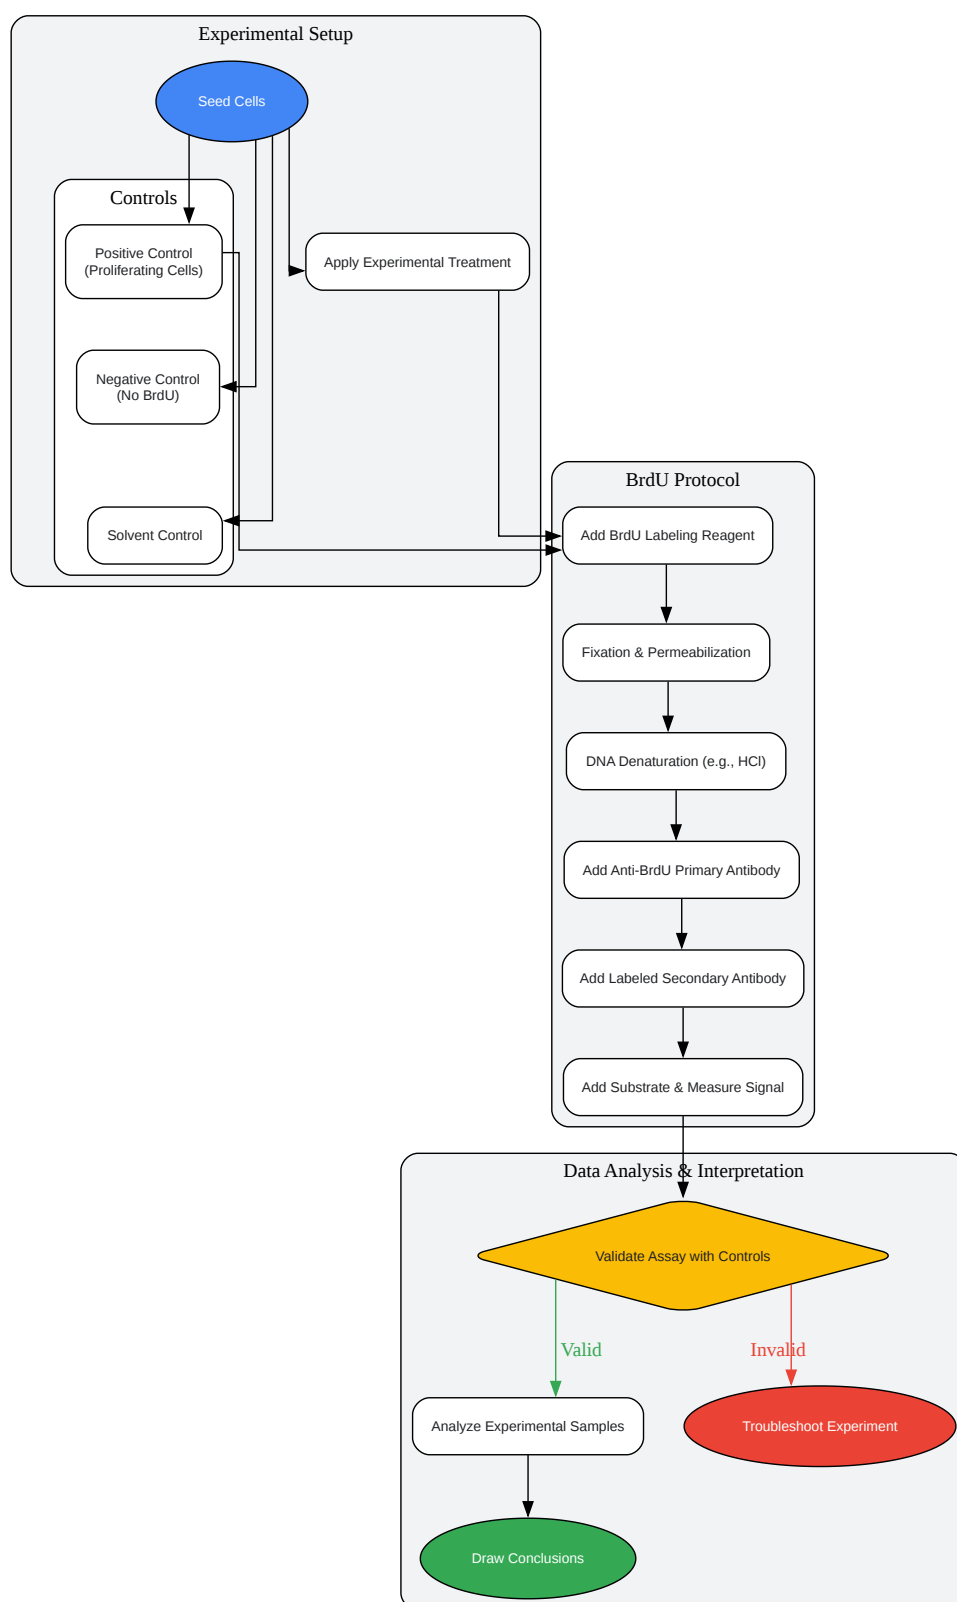 Experimental Setup
Seed Cells
Controls
Positive Control
(Proliferating Cells)
Apply Experimental Treatment
Negative Control
(No BrdU)
Solvent Control
BrdU Protocol
Add BrdU Labeling Reagent
Fixation & Permeabilization
DNA Denaturation (e.g., HCl)
Add Anti-BrdU Primary Antibody
Add Labeled Secondary Antibody
Add Substrate & Measure Signal
Data Analysis & Interpretation
Validate Assay with Controls
Valid
Invalid
Analyze Experimental Samples
Troubleshoot Experiment
Draw Conclusions